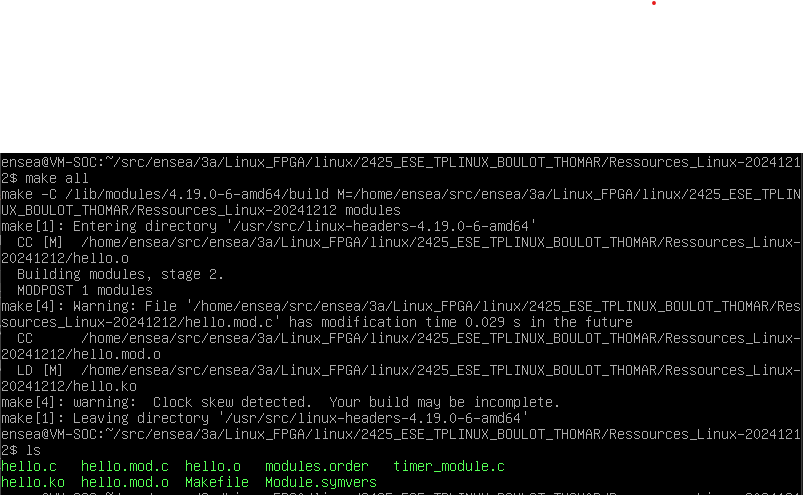 ensea@VM-SOC:~/src/ensea/3a/Linux_FPGA/linux/2425_ESE_TPLINUX_BOULOT_THOMAR/Ressources_Linux-2024121
2$ make all
make -C /lib/modules/4.19.0-6-amd64/build M=/home/ensea/src/ensea/3a/Linux_FPGA/linux/2425_ESE_TPLIN
UX_BOULOT_THOMAR/Ressources_Linux-20241212 modules
make[1]: Entering directory '/usr/src/linux-headers-4.19.0-6-amd64'
  CC [M]  /home/ensea/src/ensea/3a/Linux_FPGA/linux/2425_ESE_TPLINUX_BOULOT_THOMAR/Ressources_Linux-
20241212/hello.o
  Building modules, stage 2.
  MODPOST 1 modules
make[4]: Warning: File '/home/ensea/src/ensea/3a/Linux_FPGA/linux/2425_ESE_TPLINUX_BOULOT_THOMAR/Res
sources_Linux-20241212/hello.mod.c' has modification time 0.029 s in the future
  CC      /home/ensea/src/ensea/3a/Linux_FPGA/linux/2425_ESE_TPLINUX_BOULOT_THOMAR/Ressources_Linux-
20241212/hello.mod.o
  LD [M]  /home/ensea/src/ensea/3a/Linux_FPGA/linux/2425_ESE_TPLINUX_BOULOT_THOMAR/Ressources_Linux-
20241212/hello.ko
make[4]: warning:  Clock skew detected.  Your build may be incomplete.
make[1]: Leaving directory '/usr/src/linux-headers-4.19.0-6-amd64'
ensea@VM-SOC:~/src/ensea/3a/Linux_FPGA/linux/2425_ESE_TPLINUX_BOULOT_THOMAR/Ressources_Linux-2024121
2$ ls
hello.c   hello.mod.c  hello.o   modules.order   timer_module.c
hello.ko  hello.mod.o  Makefile  Module.symvers